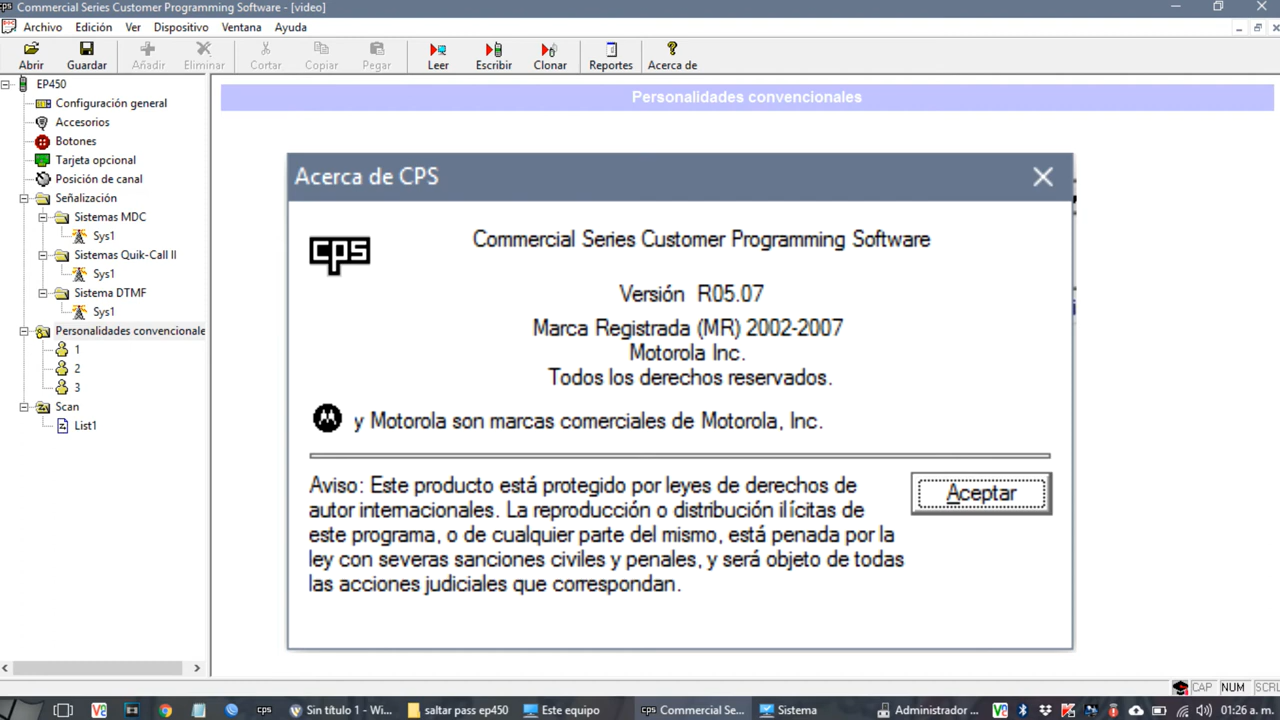 Commercial Series Customer Programming Software - [video]
Archivo Edición Ver Dispositivo Ventana Ayuda
Abrir Guardar Añadir Eliminar Cortar Copiar Pegar Leer Escribir Clonar Reportes Acerca de
EP450
Configuración general
Accesorios
Botones
Tarjeta opcional
Posición de canal
Señalización
Sistemas MDC
Sys1
Sistemas Quik-Call II
Sys1
Sistema DTMF
Sys1
Personalidades convencionale
1
2
3
Scan
List1
Personalidades convencionales
Acerca de CPS
cps
Commercial Series Customer Programming Software
Versión R05.07
Marca Registrada (MR) 2002-2007
Motorola Inc.
Todos los derechos reservados.
y Motorola son marcas comerciales de Motorola, Inc.
Aviso: Este producto está protegido por leyes de derechos de
autor internacionales. La reproducción o distribución ilícitas de
este programa, o de cualquier parte del mismo, está penada por la
ley con severas sanciones civiles y penales, y será objeto de todas
las acciones judiciales que correspondan.
Aceptar
CAP NUM SCRL
cps Sin título 1 - Wi... saltar pass ep450 Este equipo cps Commercial Se... Sistema Administrador ... 01:26 a. m.